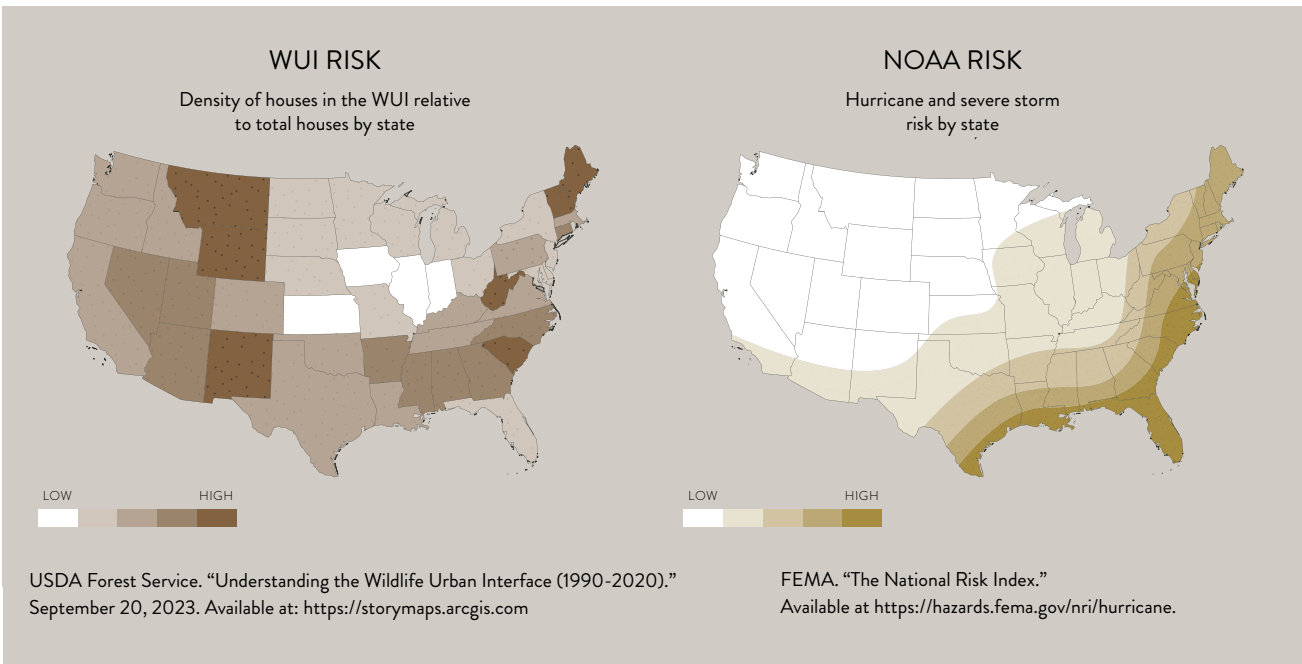 WUI RISK
Density of houses in the WUI relative
to total houses by state
LOW HIGH
USDA Forest Service. “Understanding the Wildlife Urban Interface (1990-2020).”
September 20, 2023. Available at: https://storymaps.arcgis.com
NOAA RISK
Hurricane and severe storm
risk by state
LOW HIGH
FEMA. “The National Risk Index.”
Available at https://hazards.fema.gov/nri/hurricane.